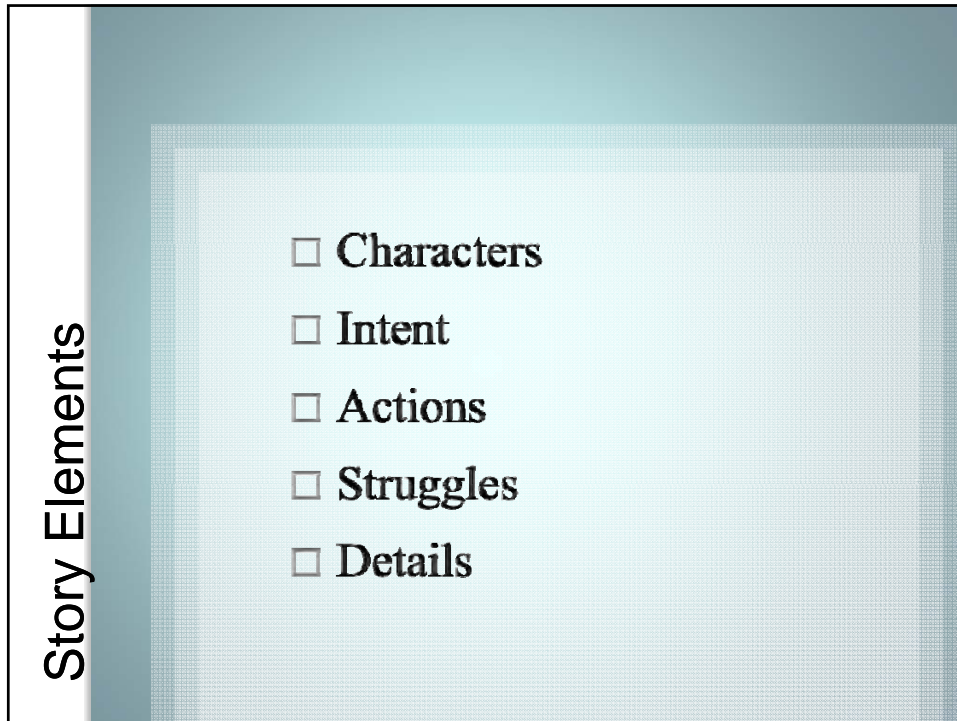 Story Elements
Characters
Intent
Actions
Struggles
Details